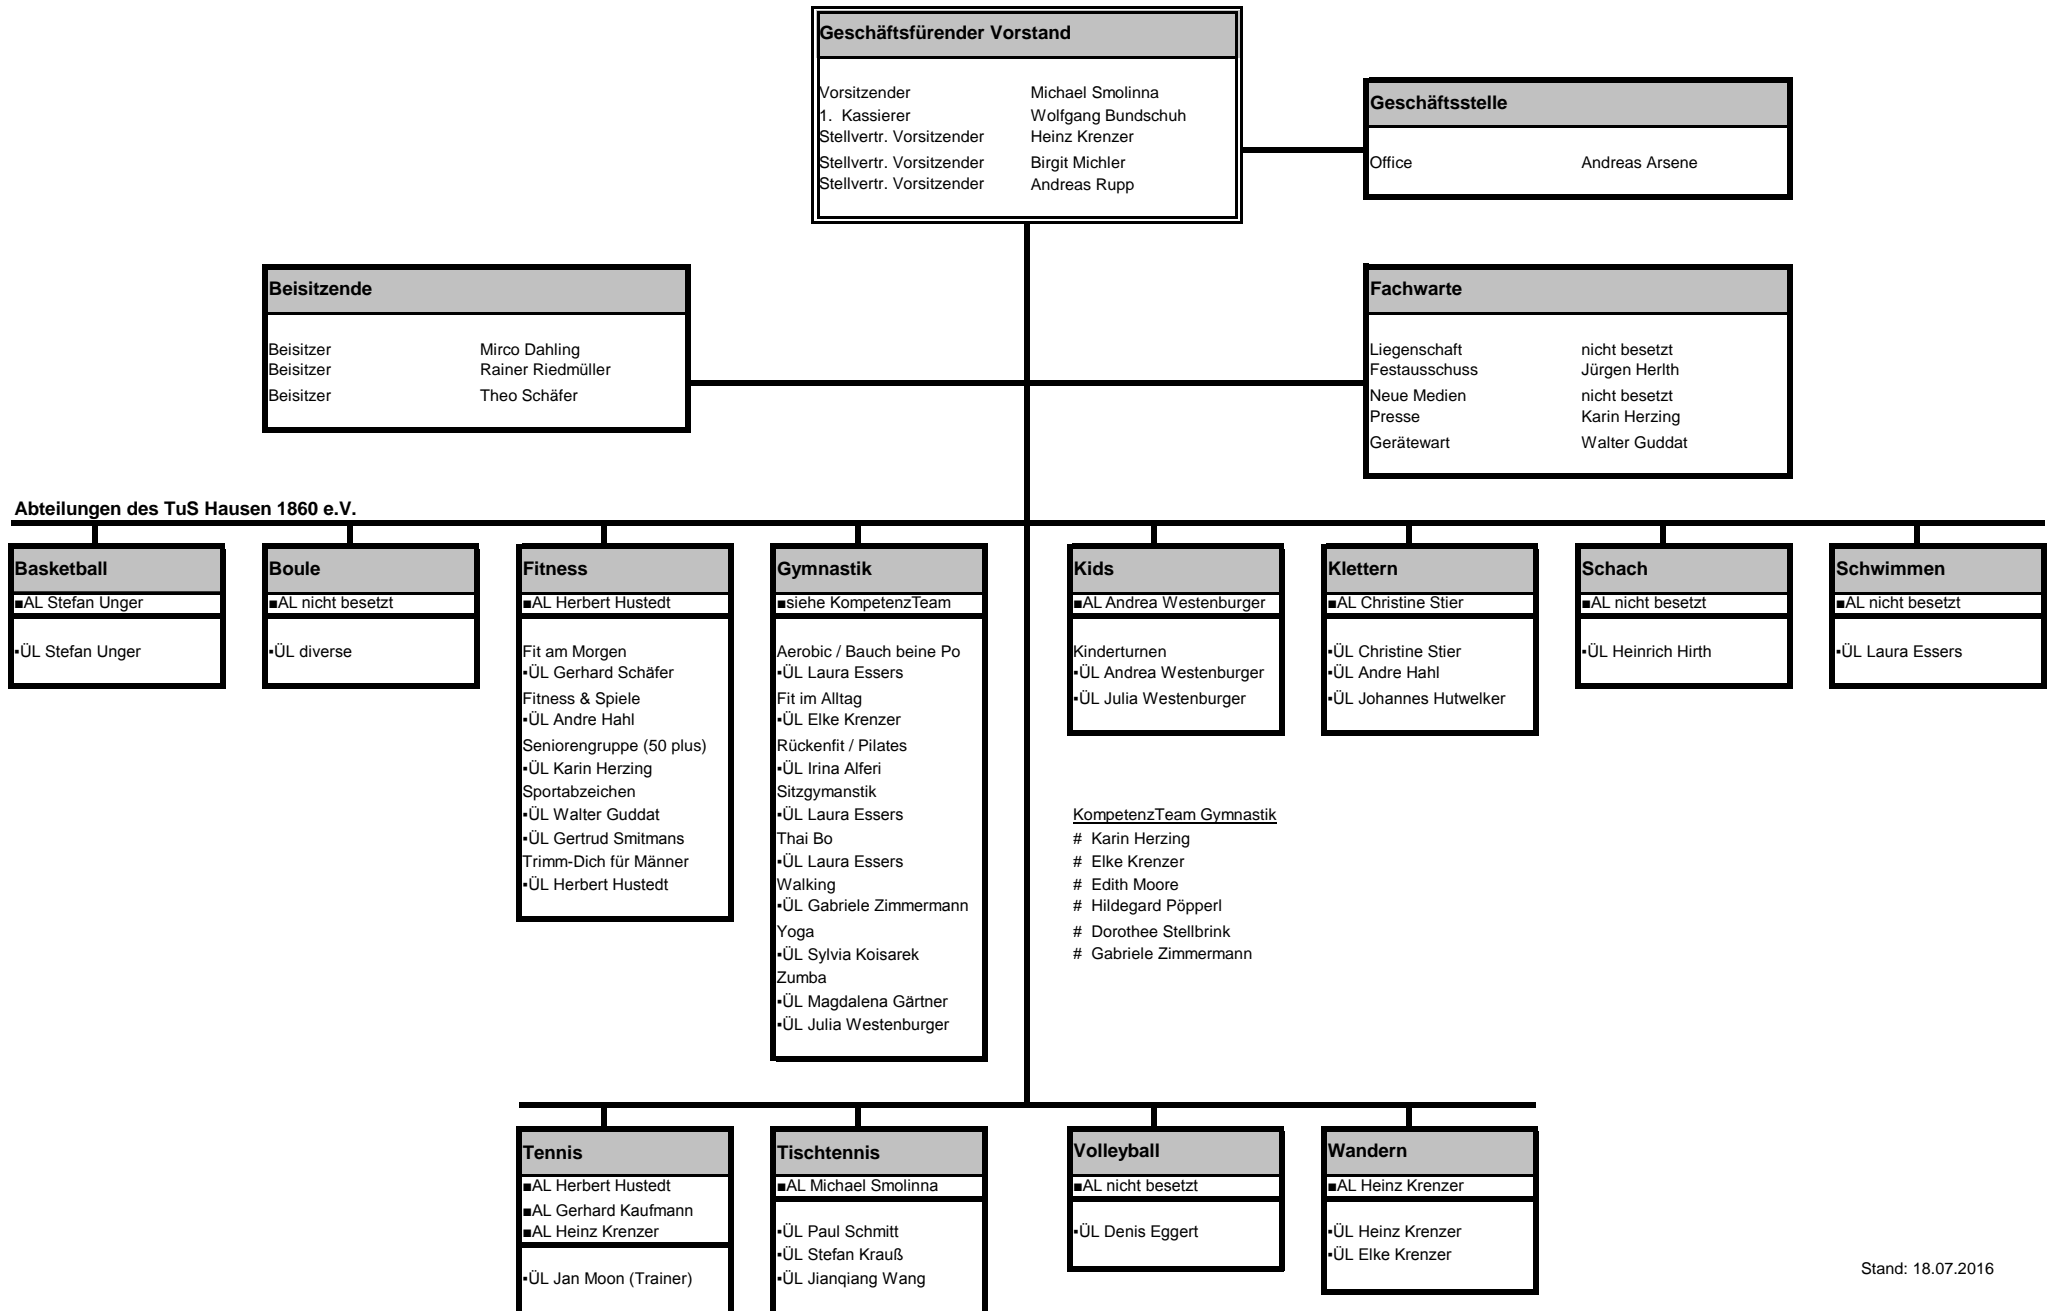 Geschäftsfürender Vorstand
Vorsitzender Michael Smolinna
1. Kassierer Wolfgang Bundschuh
Stellvertr. Vorsitzender Heinz Krenzer
Stellvertr. Vorsitzender Birgit Michler
Stellvertr. Vorsitzender Andreas Rupp
Geschäftsstelle
Office Andreas Arsene
Beisitzende
Beisitzer Mirco Dahling
Beisitzer Rainer Riedmüller
Beisitzer Theo Schäfer
Fachwarte
Liegenschaft nicht besetzt
Festausschuss Jürgen Herlth
Neue Medien nicht besetzt
Presse Karin Herzing
Gerätewart Walter Guddat
Abteilungen des TuS Hausen 1860 e.V.
Basketball
■AL Stefan Unger
▪ÜL Stefan Unger
Boule
■AL nicht besetzt
▪ÜL diverse
Fitness
■AL Herbert Hustedt
Fit am Morgen
▪ÜL Gerhard Schäfer
Fitness & Spiele
▪ÜL Andre Hahl
Seniorengruppe (50 plus)
▪ÜL Karin Herzing
Sportabzeichen
▪ÜL Walter Guddat
▪ÜL Gertrud Smitmans
Trimm-Dich für Männer
▪ÜL Herbert Hustedt
Gymnastik
■siehe KompetenzTeam
Aerobic / Bauch beine Po
▪ÜL Laura Essers
Fit im Alltag
▪ÜL Elke Krenzer
Rückenfit / Pilates
▪ÜL Irina Alferi
Sitzgymanstik
▪ÜL Laura Essers
Thai Bo
▪ÜL Laura Essers
Walking
▪ÜL Gabriele Zimmermann
Yoga
▪ÜL Sylvia Koisarek
Zumba
▪ÜL Magdalena Gärtner
▪ÜL Julia Westenburger
Kids
■AL Andrea Westenburger
Kinderturnen
▪ÜL Andrea Westenburger
▪ÜL Julia Westenburger
Klettern
■AL Christine Stier
▪ÜL Christine Stier
▪ÜL Andre Hahl
▪ÜL Johannes Hutwelker
Schach
■AL nicht besetzt
▪ÜL Heinrich Hirth
Schwimmen
■AL nicht besetzt
▪ÜL Laura Essers
KompetenzTeam Gymnastik
# Karin Herzing
# Elke Krenzer
# Edith Moore
# Hildegard Pöpperl
# Dorothee Stellbrink
# Gabriele Zimmermann
Tennis
■AL Herbert Hustedt
■AL Gerhard Kaufmann
■AL Heinz Krenzer
▪ÜL Jan Moon (Trainer)
Tischtennis
■AL Michael Smolinna
▪ÜL Paul Schmitt
▪ÜL Stefan Krauß
▪ÜL Jianqiang Wang
Volleyball
■AL nicht besetzt
▪ÜL Denis Eggert
Wandern
■AL Heinz Krenzer
▪ÜL Heinz Krenzer
▪ÜL Elke Krenzer
Stand: 18.07.2016